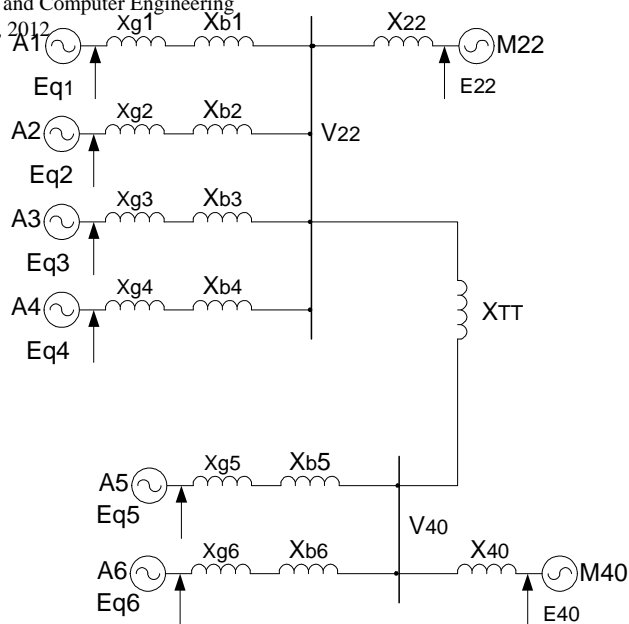 and Computer Engineering
, 2012
A1 Xg1 Xb1 X22 M22
Eq1 E22
A2 Xg2 Xb2 V22
Eq2
A3 Xg3 Xb3
Eq3
A4 Xg4 Xb4 XTT
Eq4
A5 Xg5 Xb5
Eq5 V40
A6 Xg6 Xb6 X40 M40
Eq6 E40